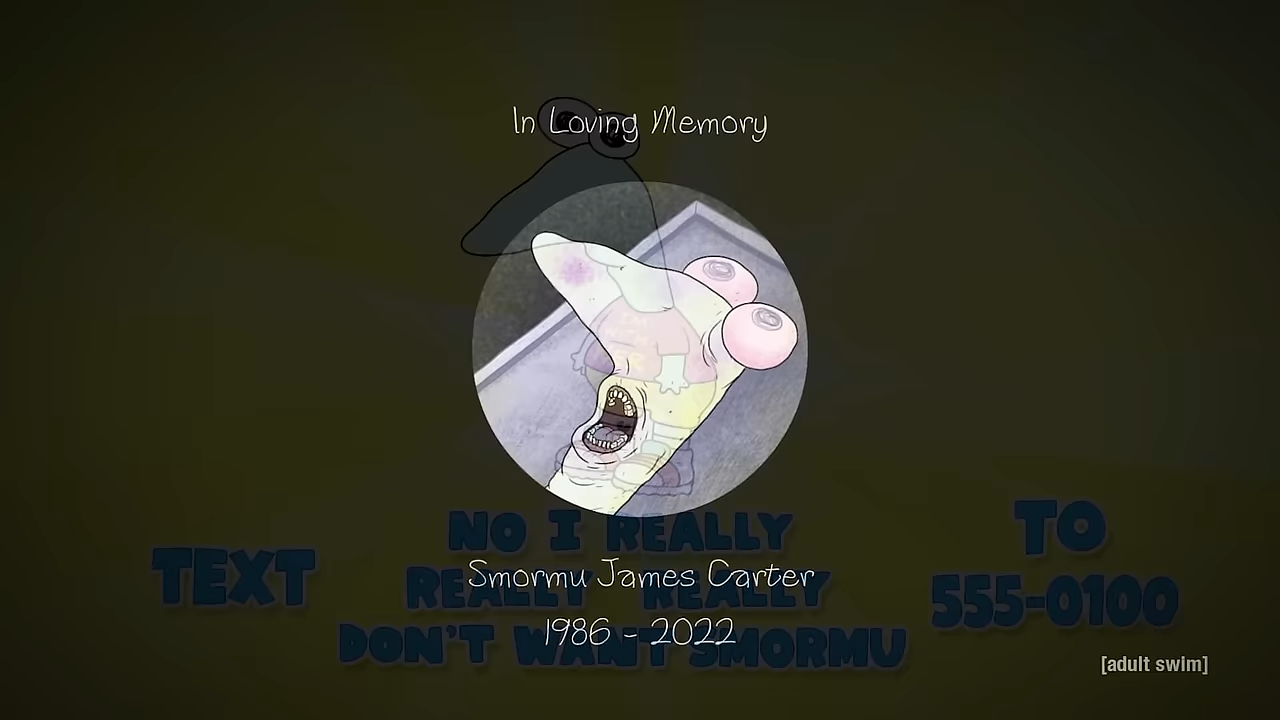 In Loving Memory
NO I REALLY
TO
TEXT
Smormu James Carter
REALLY REALLY
555-0100
1986 - 2022
DON'T WANT SMORMU
[adult swim]